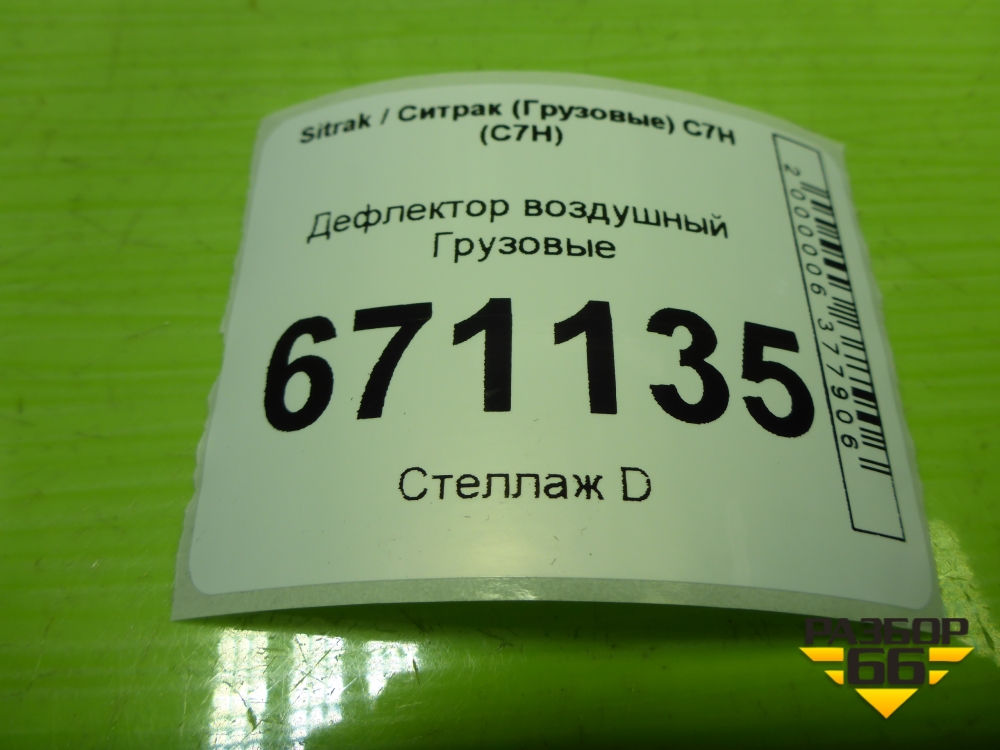 Sitrak / Ситрак (Грузовые) C7H
(C7H)
Дефлектор воздушный
Грузовые
671135
Стеллаж D
2000006377906
РАЗБОР
66